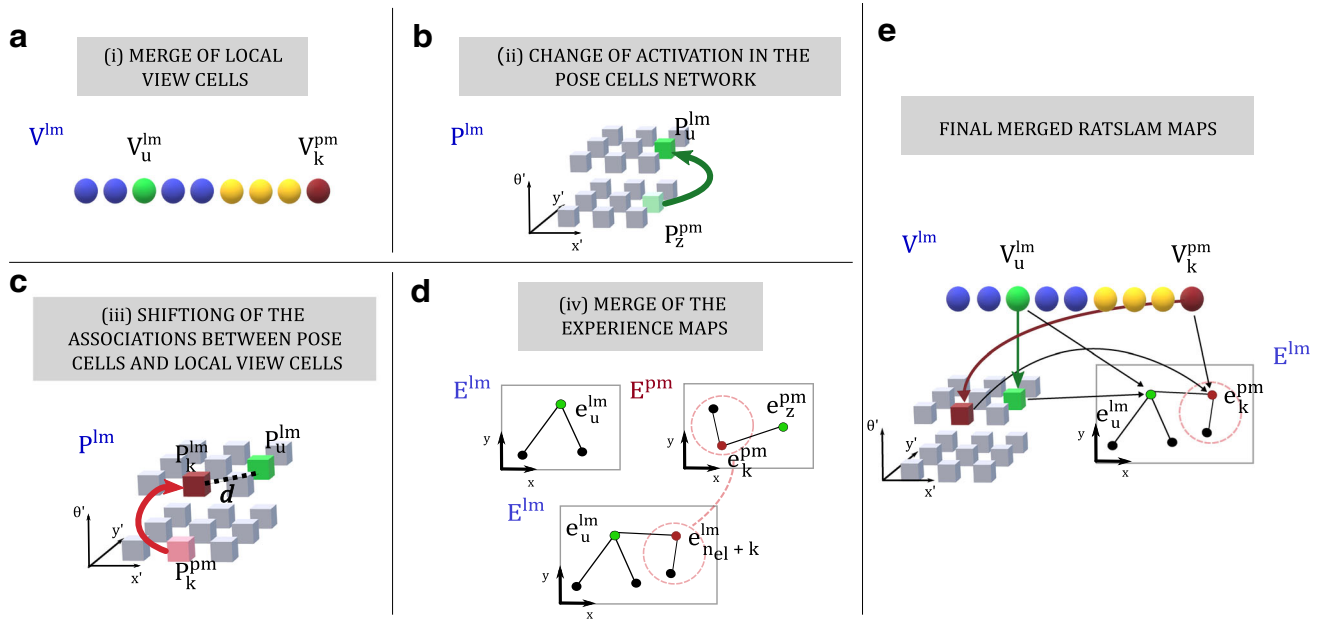 a
(i) MERGE OF LOCAL
VIEW CELLS
V^lm
V_u^lm
V_k^pm
b
(ii) CHANGE OF ACTIVATION IN THE
POSE CELLS NETWORK
P^lm
P_u^lm
P_z^pm
θ'
y'
x'
c
(iii) SHIFTIONG OF THE
ASSOCIATIONS BETWEEN POSE
CELLS AND LOCAL VIEW CELLS
P^lm
P_k^lm
P_u^lm
d
P_k^pm
θ'
y'
x'
d
(iv) MERGE OF THE
EXPERIENCE MAPS
E^lm
e_u^lm
y
x
E^pm
e_z^pm
e_k^pm
y
x
E^lm
e_u^lm
e_{n_el + k}^lm
y
x
e
FINAL MERGED RATSLAM MAPS
V^lm
V_u^lm
V_k^pm
E^lm
e_u^lm
e_k^pm
y
x
θ'
y'
x'